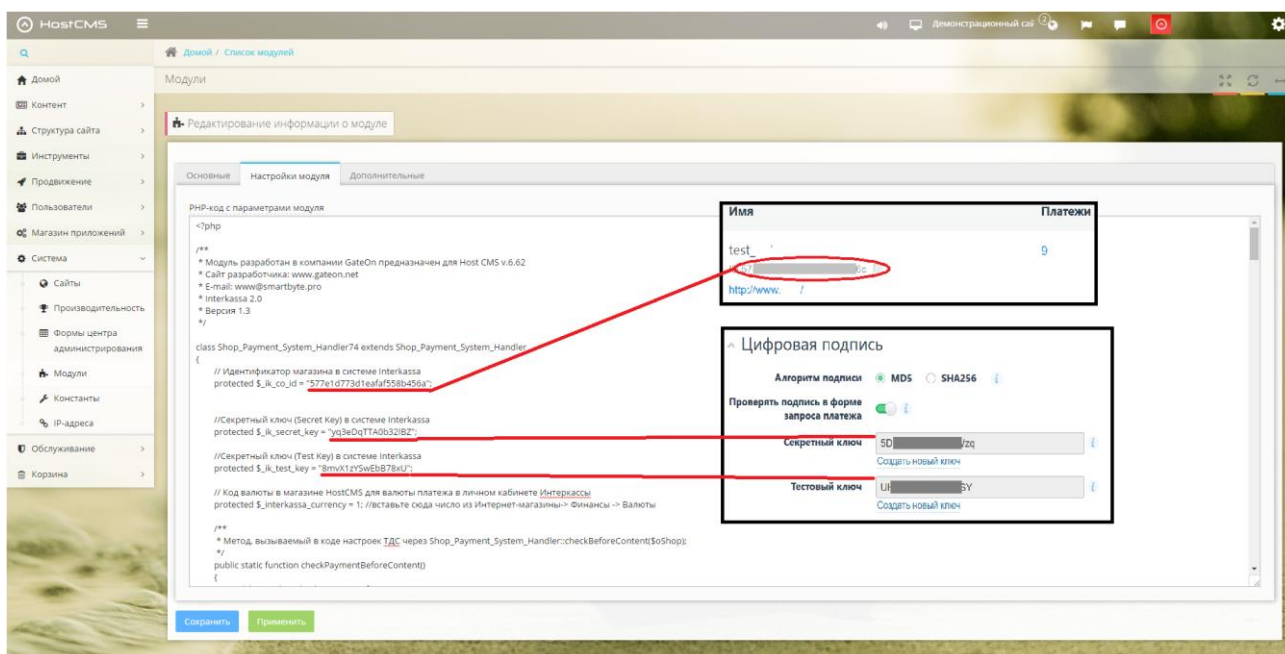 HostCMS
Демонстрационный сай
2
Домой / Список модулей
Домой
Контент
Структура сайта
Инструменты
Продвижение
Пользователи
Магазин приложений
Система
Сайты
Производительность
Формы центра
администрирования
Модули
Константы
IP-адреса
Обслуживание
Корзина
Модули
Редактирование информации о модуле
Основные
Настройки модуля
Дополнительные
PHP-код с параметрами модуля
<?php
/**
* Модуль разработан в компании GateOn предназначен для Host CMS v.6.62
* Сайт разработчика: www.gateon.net
* E-mail: www@smartbyte.pro
* Interkassa 2.0
* Версия 1.3
*/
class Shop_Payment_System_Handler74 extends Shop_Payment_System_Handler
{
// Идентификатор магазина в системе Interkassa
protected $_ik_co_id = "577e1d773d1eafaf558b456a";
//Секретный ключ (Secret Key) в системе Interkassa
protected $_ik_secret_key = "yq3eDqTTA0b32IBZ";
//Секретный ключ (Test Key) в системе Interkassa
protected $_ik_test_key = "8mvX1zYSwEbB78xU";
// Код валюты в магазине HostCMS для валюты платежа в личном кабинете Интеркассы
protected $_interkassa_currency = 1; //вставьте сюда число из Интернет-магазины-> Финансы -> Валюты
/**
* Метод, вызываемый в коде настроек ТДС через Shop_Payment_System_Handler::checkBeforeContent($oShop);
*/
public static function checkPaymentBeforeContent()
{
Сохранить
Применить
Имя
Платежи
test_
9
http://www. /
Цифровая подпись
Алгоритм подписи
MD5
SHA256
Проверять подпись в форме
запроса платежа
Секретный ключ
5D /zq
Создать новый ключ
Тестовый ключ
Создать новый ключ